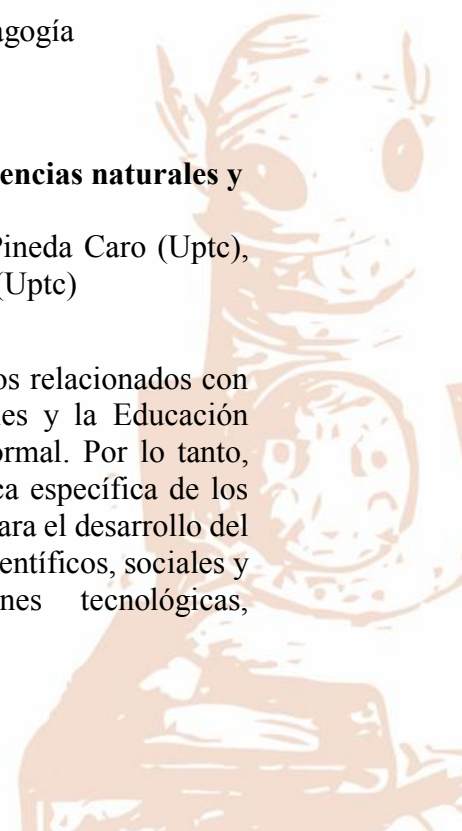 agogía
encias naturales y
Pineda Caro (Uptc),
(Uptc)
os relacionados con
es y la Educación
ormal. Por lo tanto,
ca específica de los
ara el desarrollo del
entíficos, sociales y
nes tecnológicas,